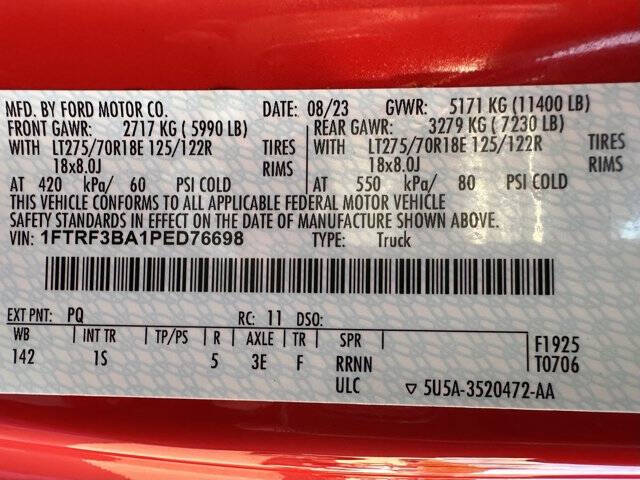 MFD. BY FORD MOTOR CO. DATE: 08/23 GVWR: 5171 KG (11400 LB)
FRONT GAWR: 2717 KG ( 5990 LB) REAR GAWR: 3279 KG ( 7230 LB)
WITH LT275/70R18E 125/122R TIRES WITH LT275/70R18E 125/122R TIRES
18x8.0J RIMS 18x8.0J RIMS
AT 420 kPa/ 60 PSI COLD AT 550 kPa/ 80 PSI COLD
THIS VEHICLE CONFORMS TO ALL APPLICABLE FEDERAL MOTOR VEHICLE
SAFETY STANDARDS IN EFFECT ON THE DATE OF MANUFACTURE SHOWN ABOVE.
VIN: 1FTRF3BA1PED76698 TYPE: Truck
EXT PNT: PQ RC: 11 DSO:
WB INT TR TP/PS R AXLE TR SPR F1925
142 1S 5 3E F RRNN T0706
ULC ▽ 5U5A-3520472-AA